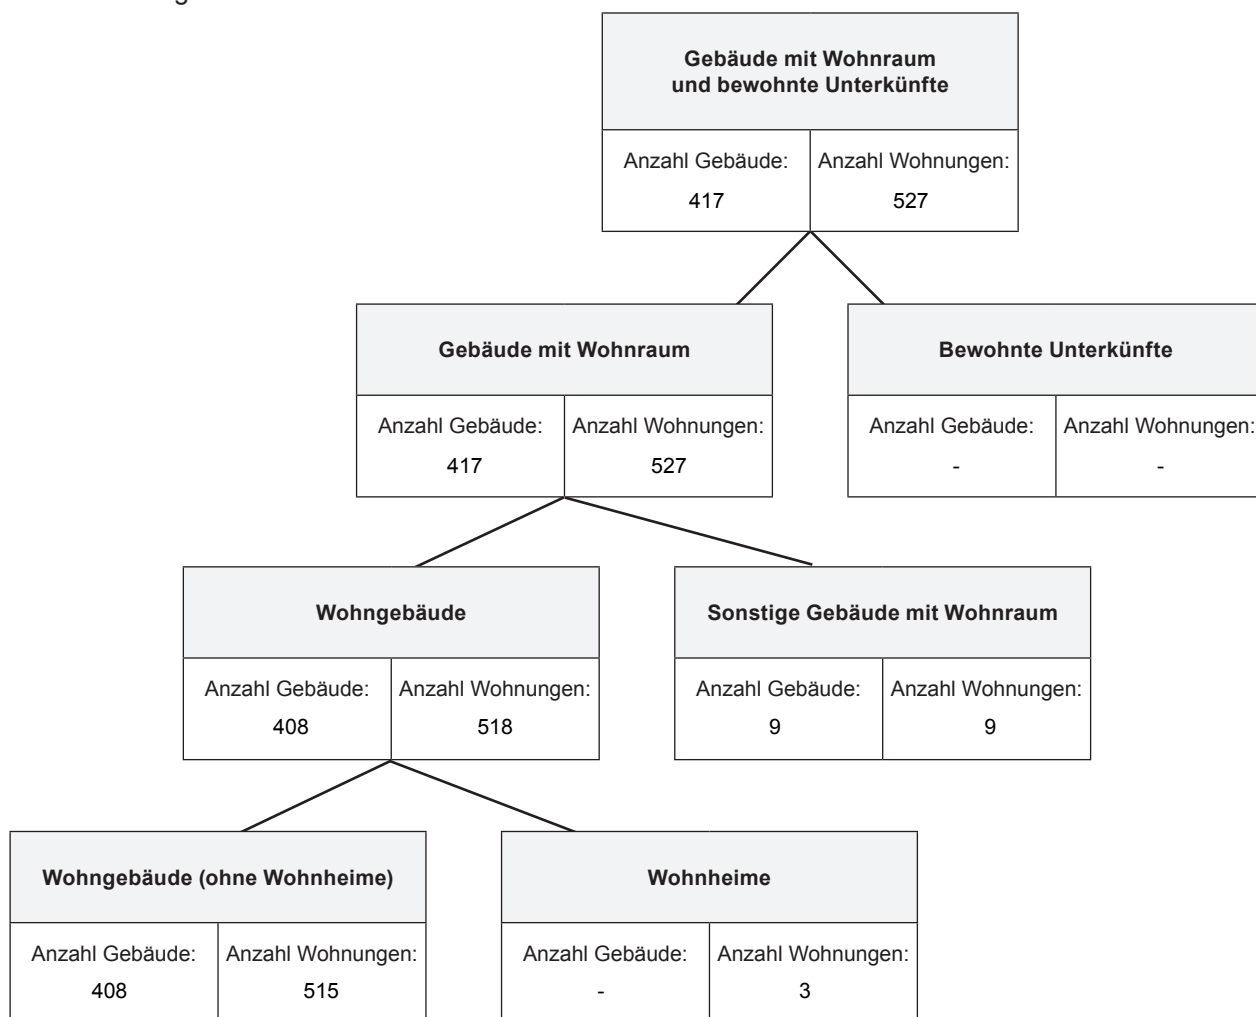 Gebäude mit Wohnraum
und bewohnte Unterkünfte
Anzahl Gebäude: Anzahl Wohnungen:
417 527
Gebäude mit Wohnraum
Anzahl Gebäude: Anzahl Wohnungen:
417 527
Bewohnte Unterkünfte
Anzahl Gebäude: Anzahl Wohnungen:
- -
Wohngebäude
Anzahl Gebäude: Anzahl Wohnungen:
408 518
Sonstige Gebäude mit Wohnraum
Anzahl Gebäude: Anzahl Wohnungen:
9 9
Wohngebäude (ohne Wohnheime)
Anzahl Gebäude: Anzahl Wohnungen:
408 515
Wohnheime
Anzahl Gebäude: Anzahl Wohnungen:
- 3